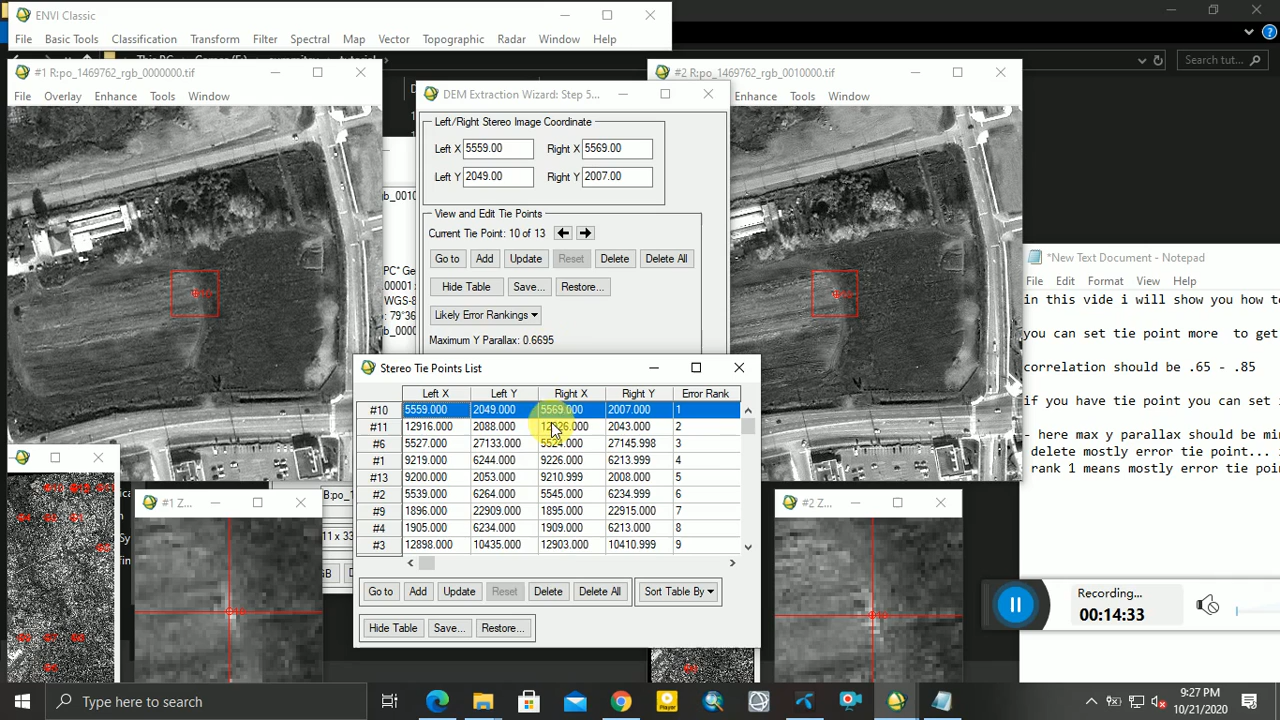 ENVI Classic
File Basic Tools Classification Transform Filter Spectral Map Vector Topographic Radar Window Help
Search tut...
#1 R:po_1469762_rgb_0000000.tif
File Overlay Enhance Tools Window
DEM Extraction Wizard: Step 5...
#2 R:po_1469762_rgb_0010000.tif
Enhance Tools Window
Left/Right Stereo Image Coordinate
Left X 5559.00 Right X 5569.00
Left Y 2049.00 Right Y 2007.00
View and Edit Tie Points
Current Tie Point: 10 of 13
Go to Add Update Reset Delete Delete All
Hide Table Save... Restore...
Likely Error Rankings
Maximum Y Parallax: 0.6695
Stereo Tie Points List
Left X Left Y Right X Right Y Error Rank
#10 5559.000 2049.000 5569.000 2007.000 1
#11 12916.000 2088.000 12926.000 2043.000 2
#6 5527.000 27133.000 5524.000 27145.998 3
#1 9219.000 6244.000 9226.000 6213.999 4
#13 9200.000 2053.000 9210.999 2008.000 5
#2 5539.000 6264.000 5545.000 6234.999 6
#9 1896.000 22909.000 1895.000 22915.000 7
#4 1905.000 6234.000 1909.000 6213.000 8
#3 12898.000 10435.000 12903.000 10410.999 9
Go to Add Update Reset Delete Delete All Sort Table By
Hide Table Save... Restore...
#1 Z...
#2 Z...
*New Text Document - Notepad
File Edit Format View Help
in this vide i will show you how to
you can set tie point more to get
correlation should be .65 - .85
if you have tie point you can set i
- here max y parallax should be min
delete mostly error tie point... i
rank 1 means mostly error tie poin
Recording...
00:14:33
Type here to search
9:27 PM
10/21/2020